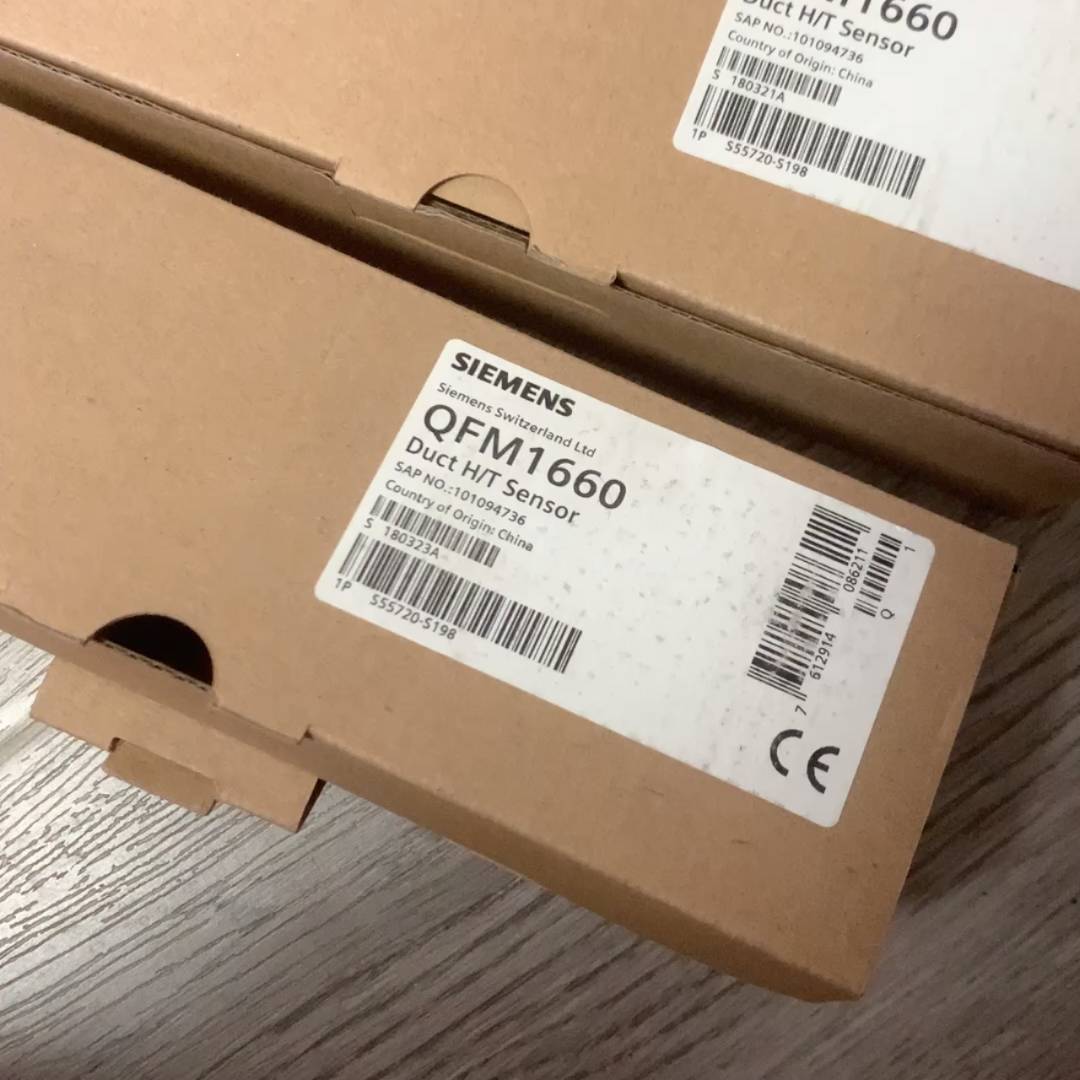 1660
Duct H/T Sensor
SAP NO.:101094736
Country of Origin: China
S 180321A
1P S55720-S198
SIEMENS
Siemens Switzerland Ltd
QFM1660
Duct H/T Sensor
SAP NO.:101094736
Country of Origin: China
S 180323A
1P S55720-S198
7 612914 086211
Q 1
CE